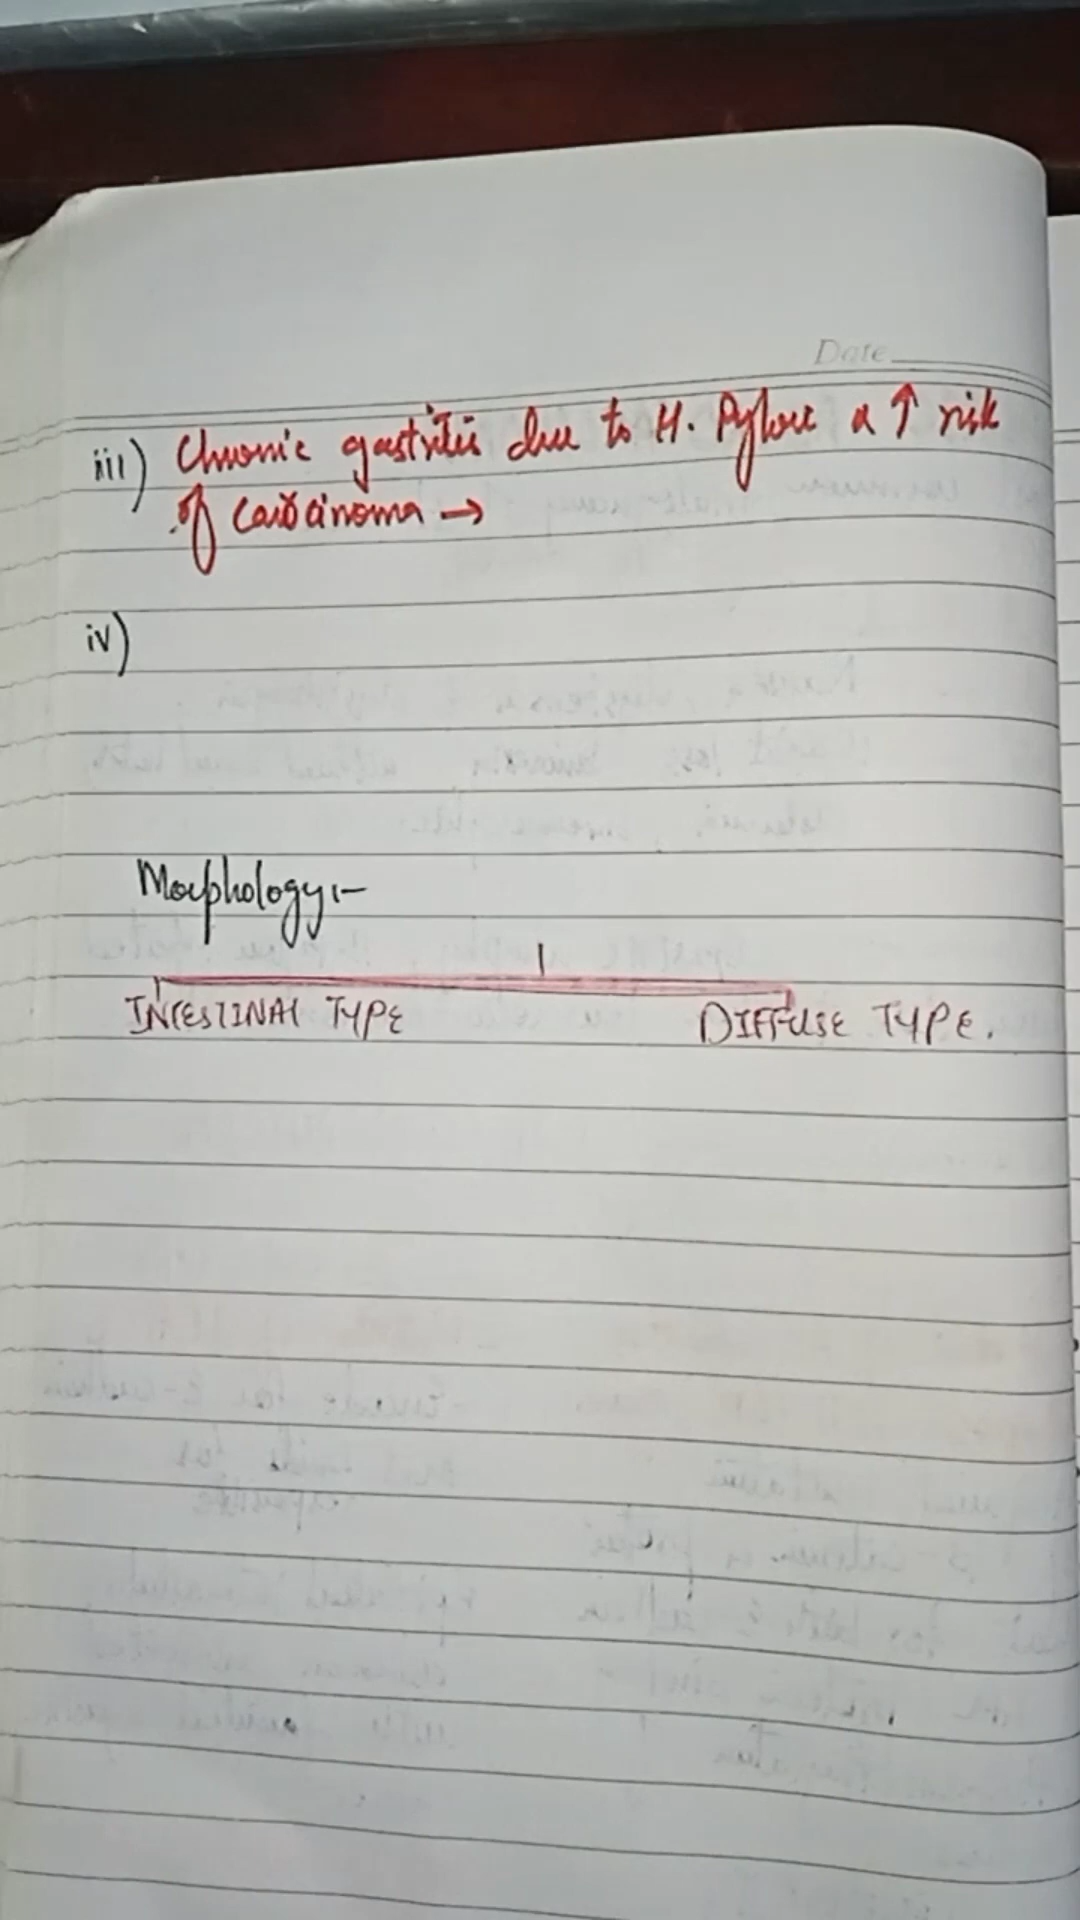 Date
iii) Chronic gastritis due to H. Pylori a ↑ risk
of carcinoma →
iv)
Morphology:-
INTESTINAL TYPE DIFFUSE TYPE.